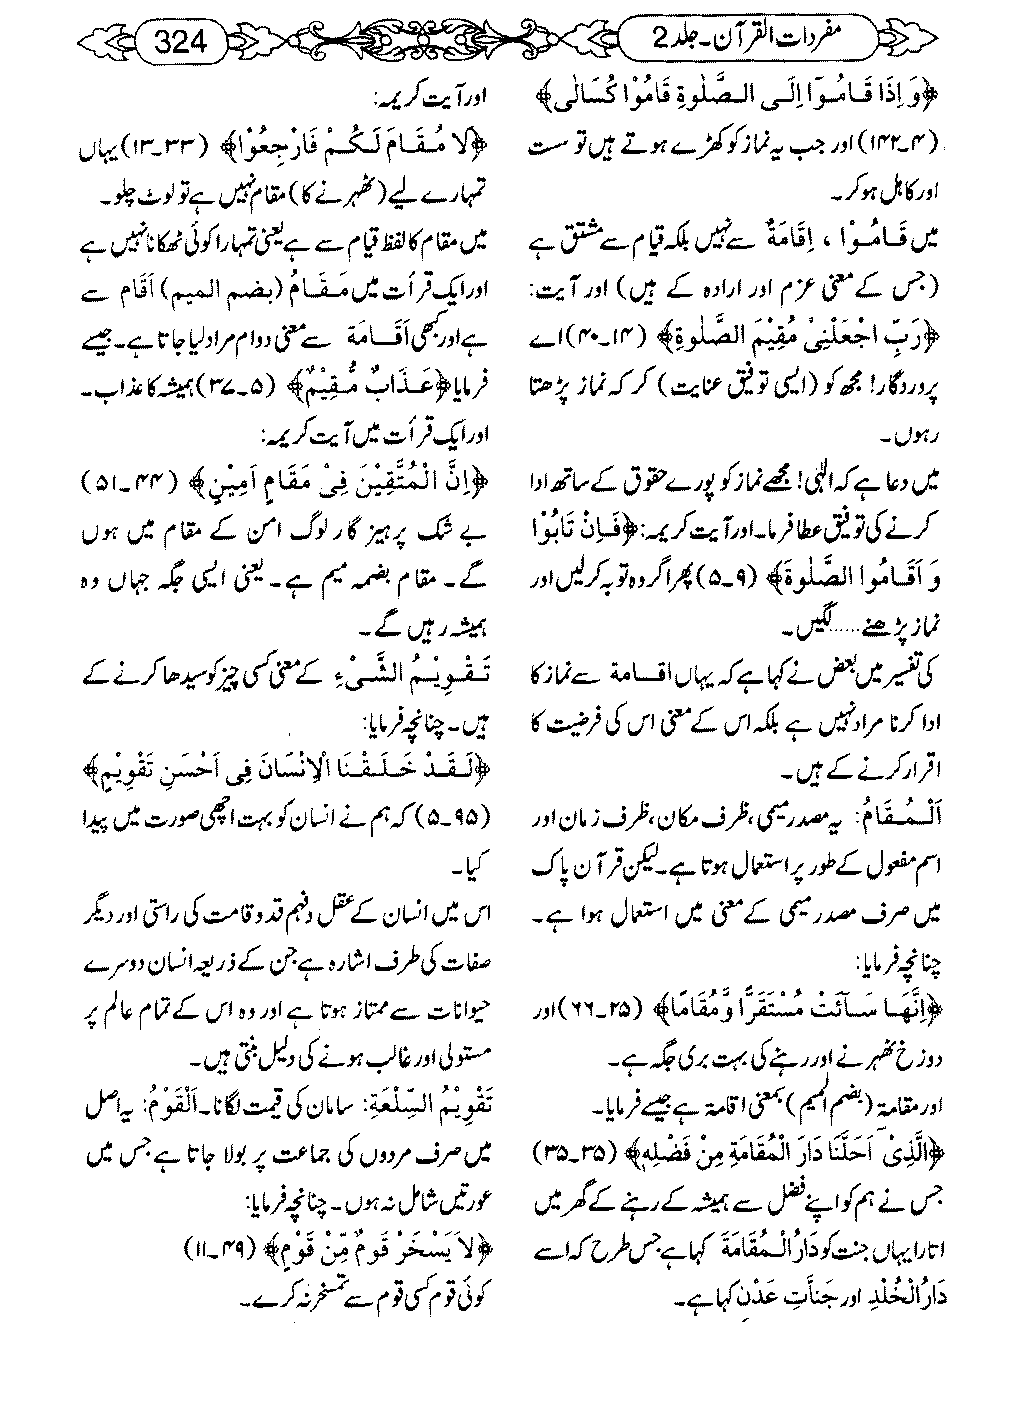 مفردات القرآن۔جلد 2
324
﴿وَ اِذَا قَامُوْٓا اِلَى الصَّلٰوةِ قَامُوْا كُسَالٰى﴾
(۴۔۱۴۲) اور جب یہ نماز کو کھڑے ہوتے ہیں تو ست
اور کاہل ہو کر۔
میں قَامُوْا ، اِقَامَةٌ سے نہیں بلکہ قیام سے مشتق ہے
(جس کے معنی عزم اور ارادہ کے ہیں) اور آیت:
﴿رَبِّ اجْعَلْنِیْ مُقِیْمَ الصَّلٰوةِ﴾ (۱۴۔۴۰) اے
پروردگار! مجھ کو (ایسی توفیق عنایت) کر کہ نماز پڑھتا
رہوں۔
میں دعا ہے کہ الٰہی! مجھے نماز کو پورے حقوق کے ساتھ ادا
کرنے کی توفیق عطا فرما۔ اور آیت کریمہ: ﴿فَاِنْ تَابُوْا
وَ اَقَامُوا الصَّلٰوةَ﴾ (۹۔۵) پھر اگر وہ توبہ کر لیں اور
نماز پڑھنے......لگیں۔
کی تفسیر میں بعض نے کہا ہے کہ یہاں اقامة سے نماز کا
ادا کرنا مراد نہیں ہے بلکہ اس کے معنی اس کی فرضیت کا
اقرار کرنے کے ہیں۔
اَلْمُقَامُ: یہ مصدر میمی، ظرف مکان، ظرف زمان اور
اسم مفعول کے طور پر استعمال ہوتا ہے۔ لیکن قرآن پاک
میں صرف مصدر میمی کے معنی میں استعمال ہوا ہے۔
چنانچہ فرمایا:
﴿اِنَّهَا سَآئَتْ مُسْتَقَرًّا وَّمُقَامًا﴾ (۲۵۔۶۶) اور
دوزخ ٹھہرنے اور رہنے کی بہت بری جگہ ہے۔
اور مقامة (بضم المیم) بمعنی اقامة ہے جیسے فرمایا۔
﴿الَّذِیْٓ اَحَلَّنَا دَارَ الْمُقَامَةِ مِنْ فَضْلِهٖ﴾ (۳۵۔۳۵)
جس نے ہم کو اپنے فضل سے ہمیشہ کے رہنے کے گھر میں
اتارا یہاں جنت کو دَارُ الْمُقَامَةَ کہا ہے جس طرح کہ اسے
دَارُ الْخُلْدِ اور جَنّٰاتِ عَدْنٍ کہا ہے۔
اور آیت کریمہ:
﴿لَا مُقَامَ لَكُمْ فَارْجِعُوْا﴾ (۳۳۔۱۳) یہاں
تمہارے لیے (ٹھہرنے کا) مقام نہیں ہے تو لوٹ چلو۔
میں مقام کا لفظ قیام سے ہے یعنی تمہارا کوئی ٹھکانا نہیں ہے
اور ایک قرأت میں مَقَامُ (بضم المیم) اَقَام سے
ہے اور کبھی اَقَامَة سے معنی دوام مراد لیا جاتا ہے۔ جیسے
فرمایا ﴿عَذَابٌ مُّقِیْمٌ﴾ (۵۔۳۷) ہمیشہ کا عذاب۔
اور ایک قرأت میں آیت کریمہ:
﴿اِنَّ الْمُتَّقِیْنَ فِیْ مَقَامٍ اَمِیْنٍ﴾ (۴۴۔۵۱)
بے شک پرہیز گار لوگ امن کے مقام میں ہوں
گے۔ مقام بضمہ میم ہے۔ یعنی ایسی جگہ جہاں وہ
ہمیشہ رہیں گے۔
تَقْوِیْمُ الشَّیْءِ کے معنی کسی چیز کو سیدھا کرنے کے
ہیں۔ چنانچہ فرمایا:
﴿لَقَدْ خَلَقْنَا الْاِنْسَانَ فِی اَحْسَنِ تَقْوِیْمٍ﴾
(۹۵۔۵) کہ ہم نے انسان کو بہت اچھی صورت میں پیدا
کیا۔
اس میں انسان کے عقل و فہم قد و قامت کی راستی اور دیگر
صفات کی طرف اشارہ ہے جن کے ذریعہ انسان دوسرے
حیوانات سے ممتاز ہوتا ہے اور وہ اس کے تمام عالم پر
مستولی اور غالب ہونے کی دلیل بنتی ہیں۔
تَقْوِیْمُ السِّلْعَةِ: سامان کی قیمت لگانا۔ اَلْقَوْمُ: یہ اصل
میں صرف مردوں کی جماعت پر بولا جاتا ہے جس میں
عورتیں شامل نہ ہوں۔ چنانچہ فرمایا:
﴿لَا یَسْخَرْ قَومٌ مِّنْ قَوْمٍ﴾ (۴۹۔۱۱)
کوئی قوم کسی قوم سے تمسخر نہ کرے۔